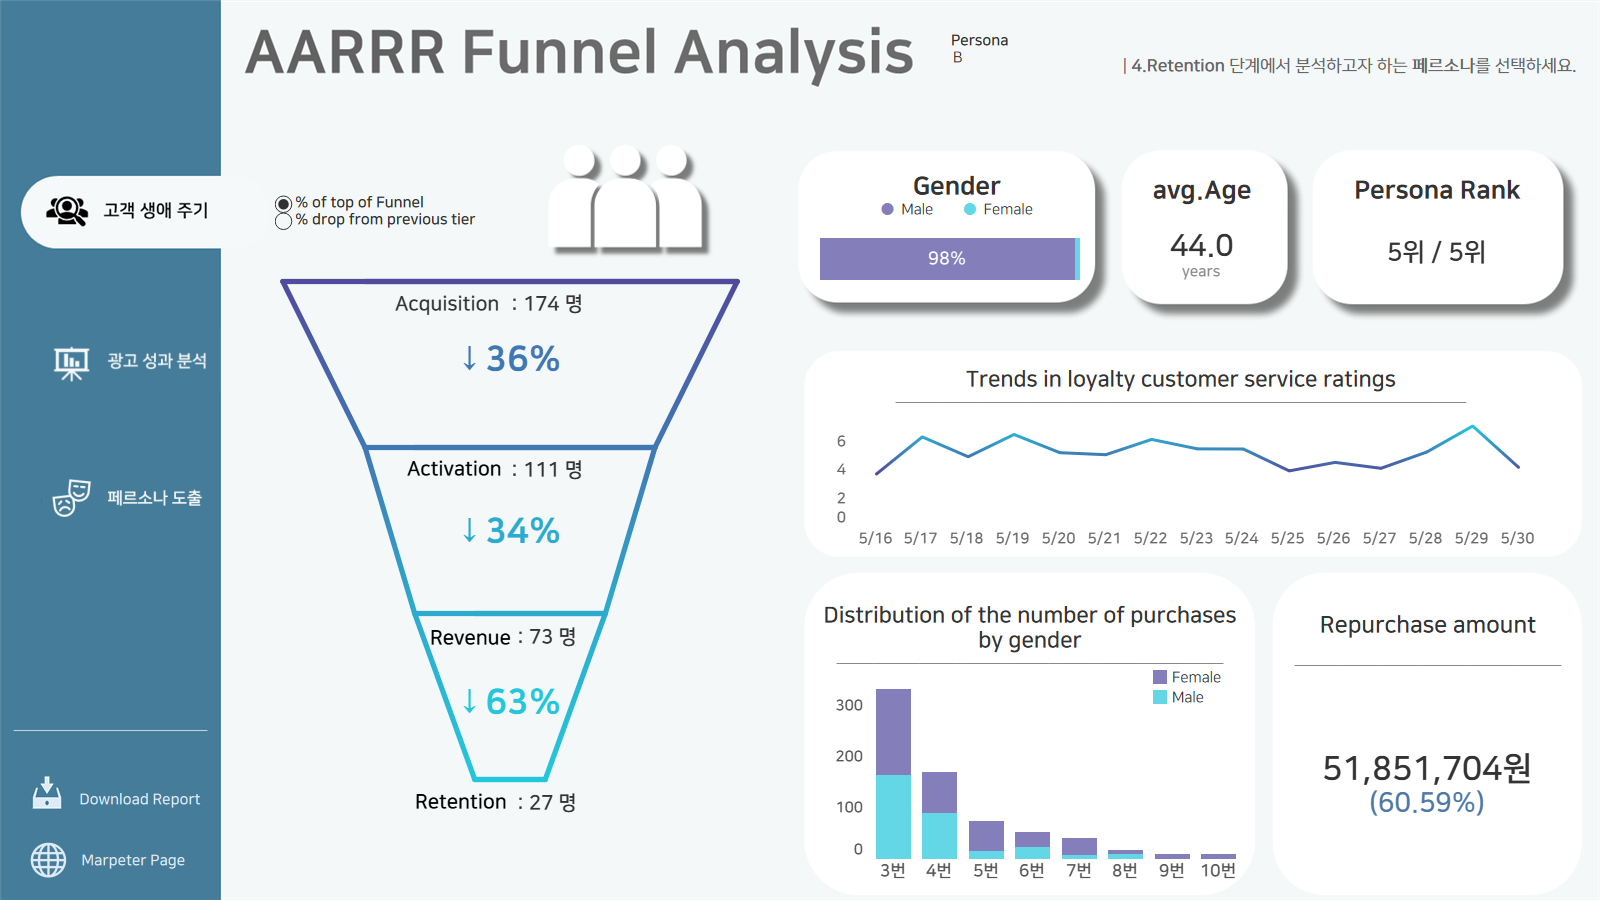 AARRR Funnel Analysis
Persona
B
| 4.Retention 단계에서 분석하고자 하는 페르소나를 선택하세요.
고객 생애 주기
광고 성과 분석
페르소나 도출
Download Report
Marpeter Page
% of top of Funnel
% drop from previous tier
Acquisition : 174 명
↓ 36%
Activation : 111 명
↓ 34%
Revenue : 73 명
↓ 63%
Retention : 27 명
Gender
Male Female
98%
avg.Age
44.0
years
Persona Rank
5위 / 5위
Trends in loyalty customer service ratings
6
4
2
0
5/16 5/17 5/18 5/19 5/20 5/21 5/22 5/23 5/24 5/25 5/26 5/27 5/28 5/29 5/30
Distribution of the number of purchases
by gender
Female
Male
300
200
100
0
3번 4번 5번 6번 7번 8번 9번 10번
Repurchase amount
51,851,704원
(60.59%)